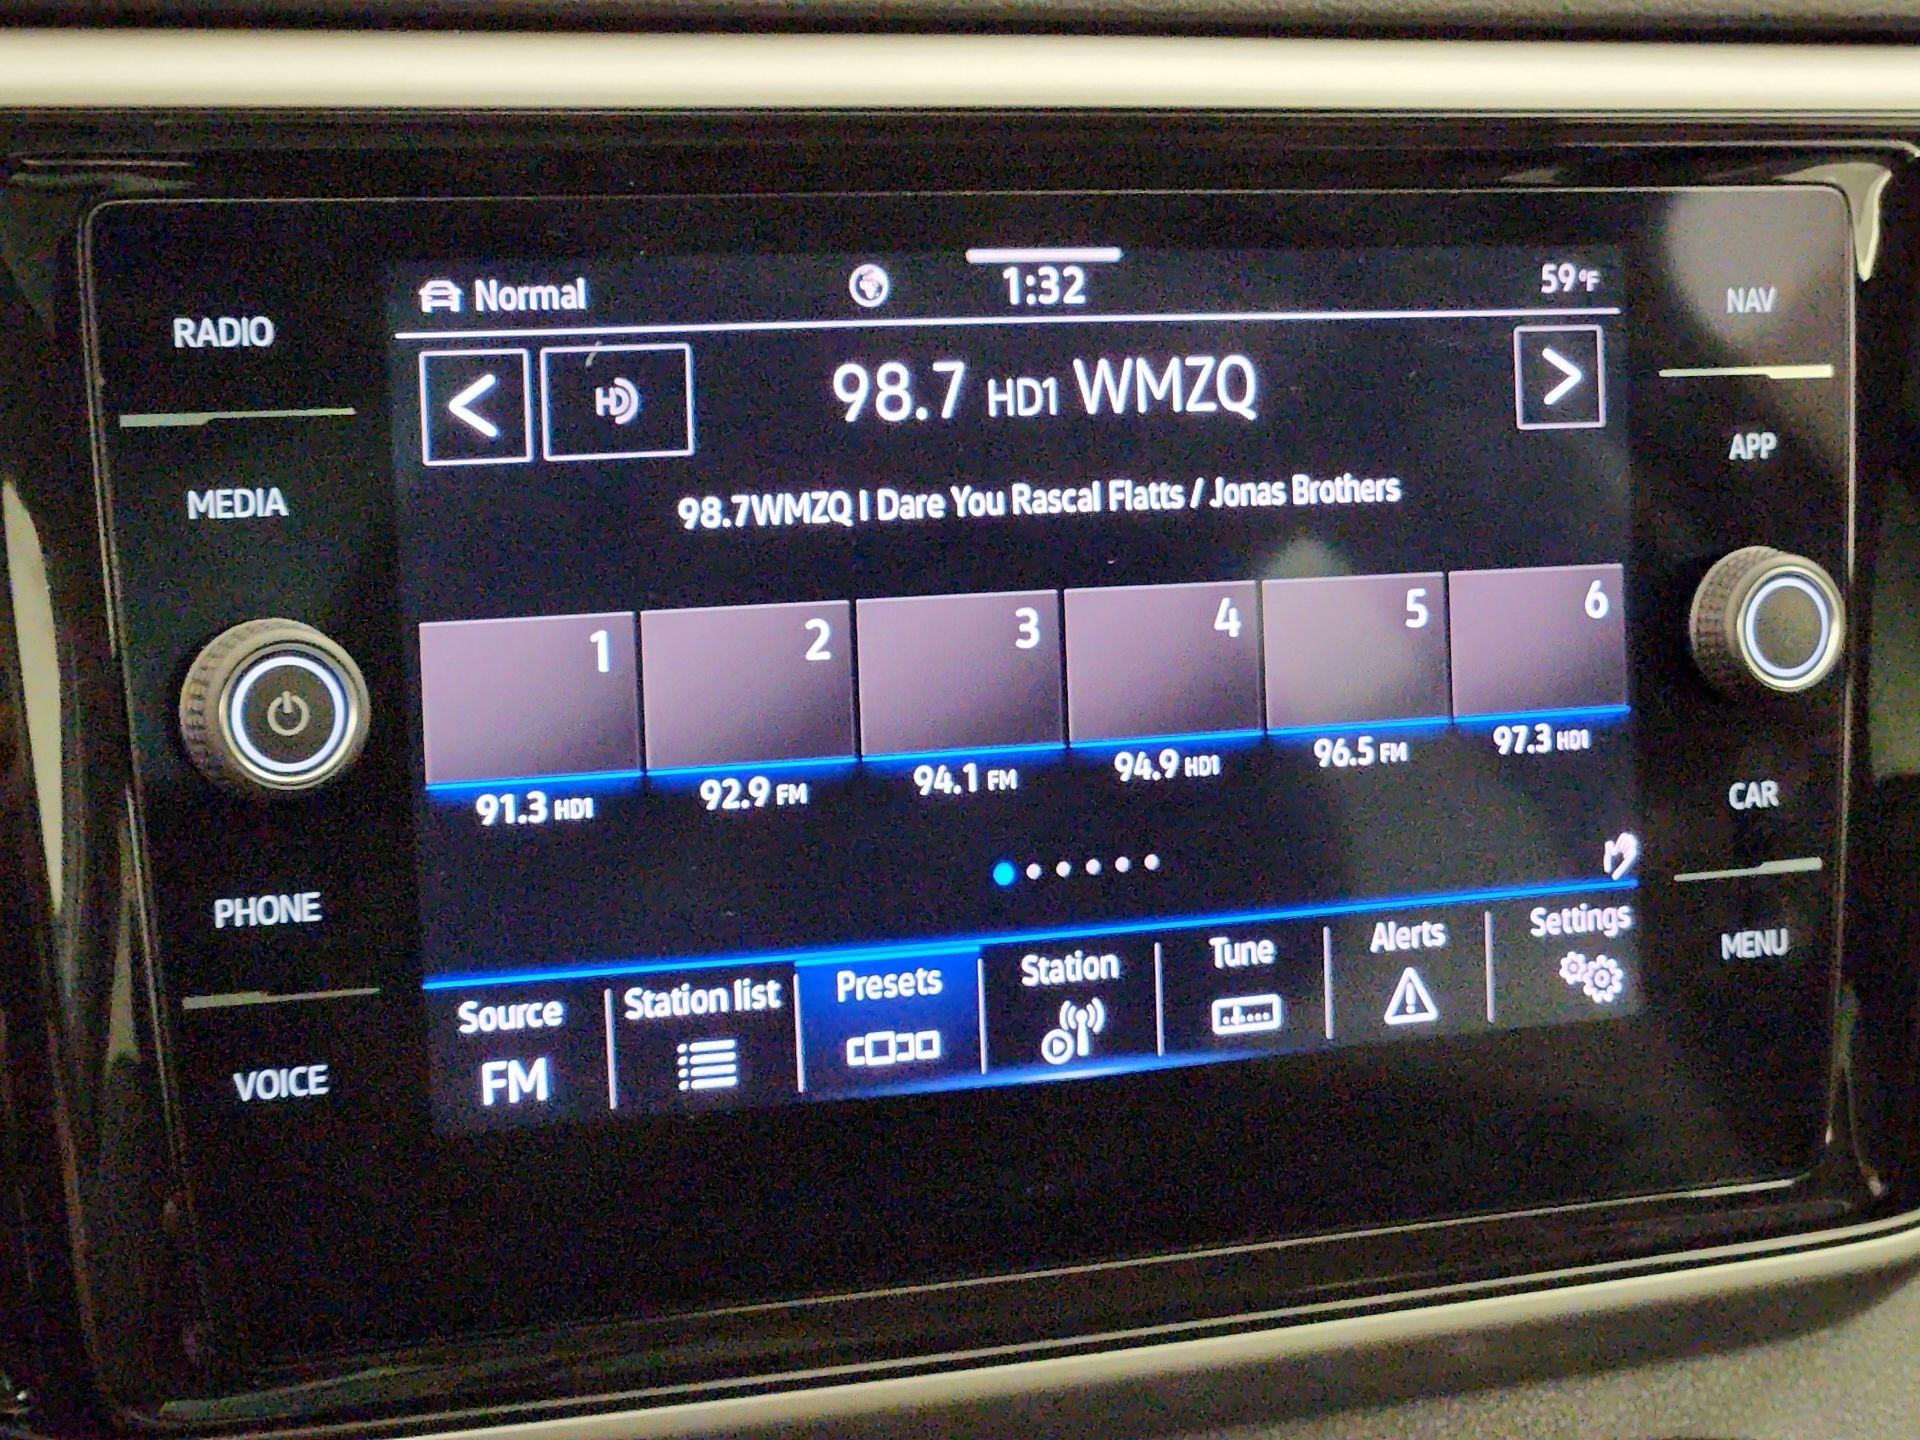 RADIO
MEDIA
PHONE
VOICE
Normal
1:32
59°F
HD
98.7 HD1 WMZQ
98.7WMZQ I Dare You Rascal Flatts / Jonas Brothers
1
2
3
4
5
6
91.3 HD1
92.9 FM
94.1 FM
94.9 HD1
96.5 FM
97.3 HD1
Source
FM
Station list
Presets
Station
Tune
Alerts
Settings
NAV
APP
CAR
MENU